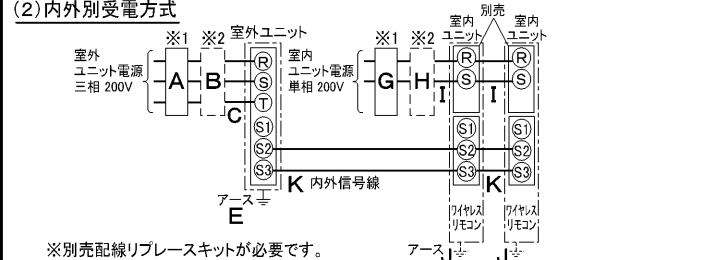 (2)内外別受電方式
別売
※1 ※2 室外ユニット
※1 ※2 室内ユニット 室内ユニット
室外
ユニット電源
三相 200V
A B C
R
S
T
S1
S2
S3
アース
E
室内
ユニット電源
単相 200V
G H I I
R R
S S
S1 S1
S2 S2
S3 S3
K 内外信号線 K
ワイヤレス ワイヤレス
リモコン リモコン
※別売配線リプレースキットが必要です。
アース